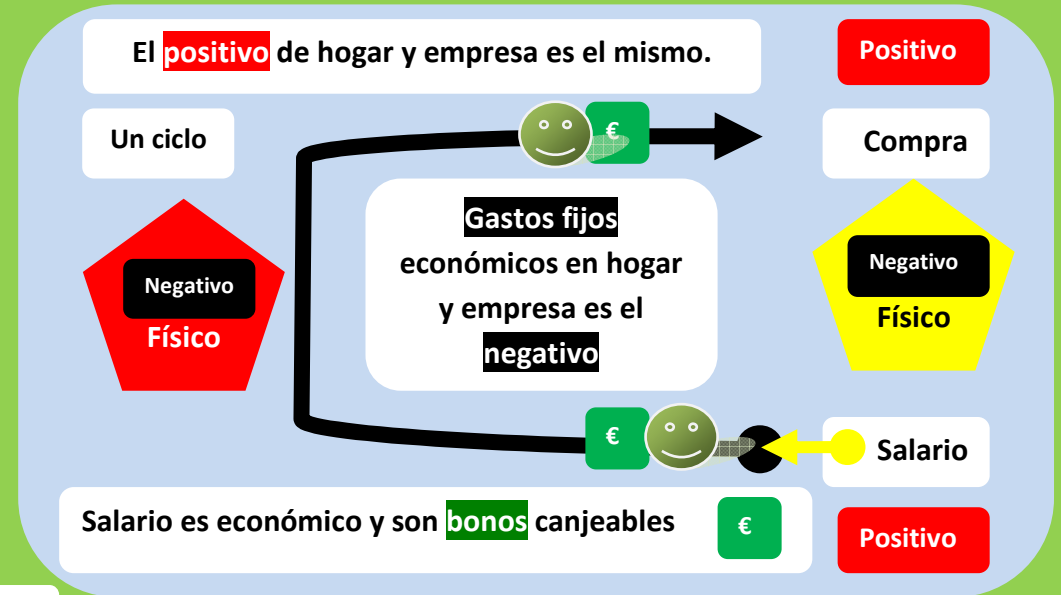 El positivo de hogar y empresa es el mismo.
Positivo
Un ciclo
€
Compra
Gastos fijos
económicos en hogar
y empresa es el
negativo
Negativo
Físico
Negativo
Físico
€
Salario
Salario es económico y son bonos canjeables
€
Positivo